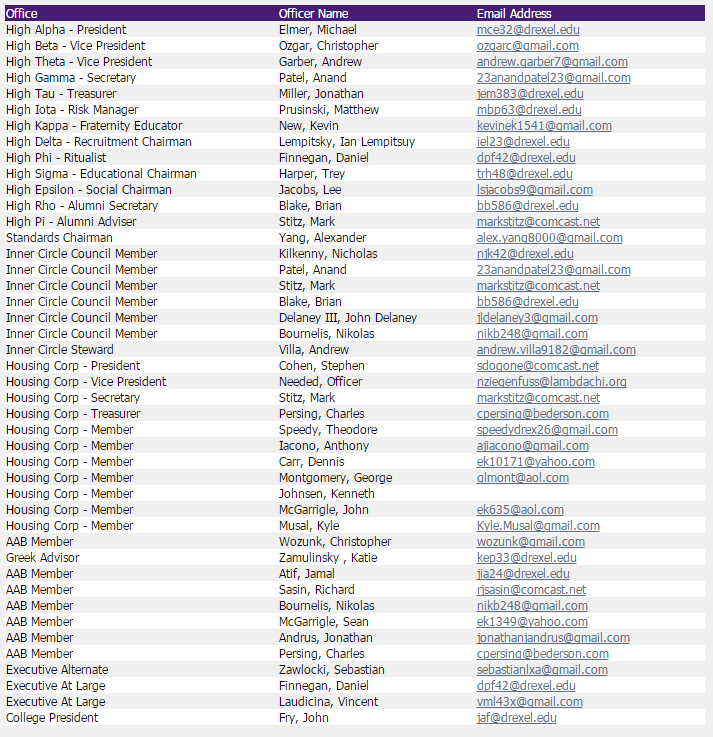 Office Officer Name Email Address
High Alpha - President Elmer, Michael mce32@drexel.edu
High Beta - Vice President Ozgar, Christopher ozgarc@gmail.com
High Theta - Vice President Garber, Andrew andrew.garber7@gmail.com
High Gamma - Secretary Patel, Anand 23anandpatel23@gmail.com
High Tau - Treasurer Miller, Jonathan jem383@drexel.edu
High Iota - Risk Manager Prusinski, Matthew mbp63@drexel.edu
High Kappa - Fraternity Educator New, Kevin kevinek1541@gmail.com
High Delta - Recruitment Chairman Lempitsky, Ian Lempitsuy iel23@drexel.edu
High Phi - Ritualist Finnegan, Daniel dpf42@drexel.edu
High Sigma - Educational Chairman Harper, Trey trh48@drexel.edu
High Epsilon - Social Chairman Jacobs, Lee lsjacobs9@gmail.com
High Rho - Alumni Secretary Blake, Brian bb586@drexel.edu
High Pi - Alumni Adviser Stitz, Mark markstitz@comcast.net
Standards Chairman Yang, Alexander alex.yang8000@gmail.com
Inner Circle Council Member Kilkenny, Nicholas njk42@drexel.edu
Inner Circle Council Member Patel, Anand 23anandpatel23@gmail.com
Inner Circle Council Member Stitz, Mark markstitz@comcast.net
Inner Circle Council Member Blake, Brian bb586@drexel.edu
Inner Circle Council Member Delaney III, John Delaney jldelaney3@gmail.com
Inner Circle Council Member Bournelis, Nikolas nikb248@gmail.com
Inner Circle Steward Villa, Andrew andrew.villa9182@gmail.com
Housing Corp - President Cohen, Stephen sdogone@comcast.net
Housing Corp - Vice President Needed, Officer nziegenfuss@lambdachi.org
Housing Corp - Secretary Stitz, Mark markstitz@comcast.net
Housing Corp - Treasurer Persing, Charles cpersing@bederson.com
Housing Corp - Member Speedy, Theodore speedydrex26@gmail.com
Housing Corp - Member Iacono, Anthony ajiacono@gmail.com
Housing Corp - Member Carr, Dennis ek10171@yahoo.com
Housing Corp - Member Montgomery, George glmont@aol.com
Housing Corp - Member Johnsen, Kenneth
Housing Corp - Member McGarrigle, John ek635@aol.com
Housing Corp - Member Musal, Kyle Kyle.Musal@gmail.com
AAB Member Wozunk, Christopher wozunk@gmail.com
Greek Advisor Zamulinsky , Katie kep33@drexel.edu
AAB Member Atif, Jamal jia24@drexel.edu
AAB Member Sasin, Richard rjsasin@comcast.net
AAB Member Bournelis, Nikolas nikb248@gmail.com
AAB Member McGarrigle, Sean ek1349@yahoo.com
AAB Member Andrus, Jonathan jonathanjandrus@gmail.com
AAB Member Persing, Charles cpersing@bederson.com
Executive Alternate Zawlocki, Sebastian sebastianlxa@gmail.com
Executive At Large Finnegan, Daniel dpf42@drexel.edu
Executive At Large Laudicina, Vincent vml43x@gmail.com
College President Fry, John jaf@drexel.edu